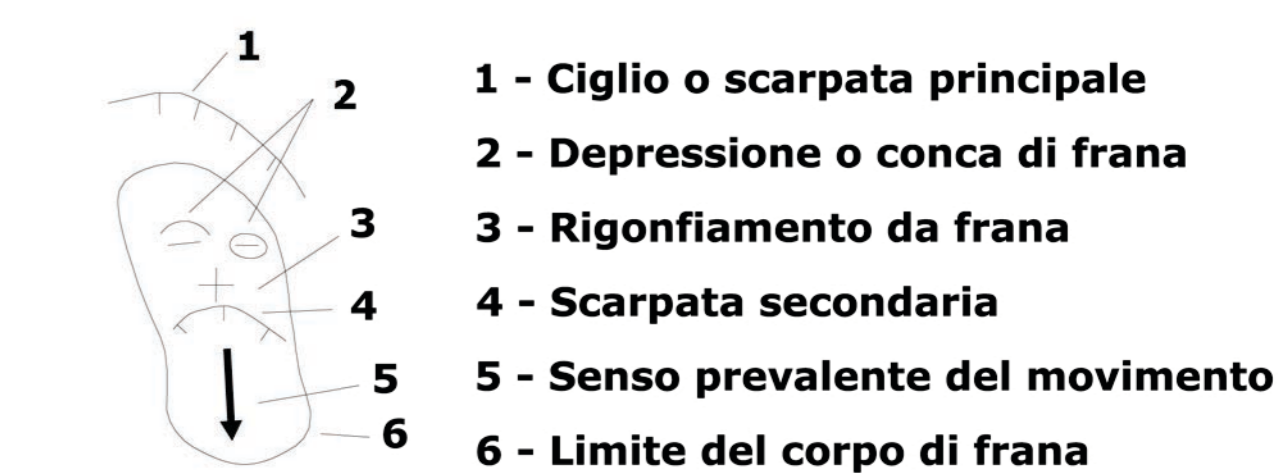 1
2
3
4
5
6
1 - Ciglio o scarpata principale
2 - Depressione o conca di frana
3 - Rigonfiamento da frana
4 - Scarpata secondaria
5 - Senso prevalente del movimento
6 - Limite del corpo di frana